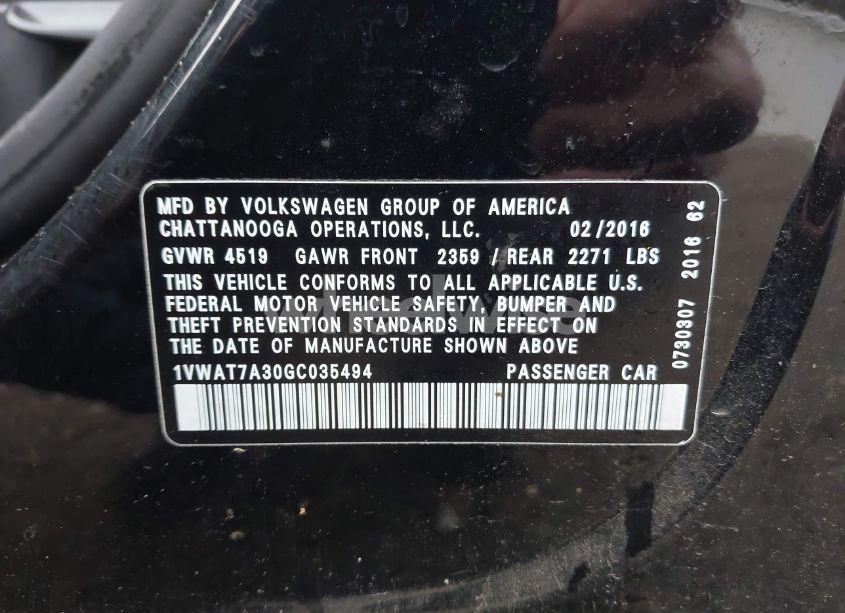 MFD BY VOLKSWAGEN GROUP OF AMERICA
CHATTANOOGA OPERATIONS, LLC. 02/2016
GVWR 4519 GAWR FRONT 2359 / REAR 2271 LBS
THIS VEHICLE CONFORMS TO ALL APPLICABLE U.S.
FEDERAL MOTOR VEHICLE SAFETY, BUMPER AND
THEFT PREVENTION STANDARDS IN EFFECT ON
THE DATE OF MANUFACTURE SHOWN ABOVE
1VWAT7A30GC035494 PASSENGER CAR
0730307 2016 62